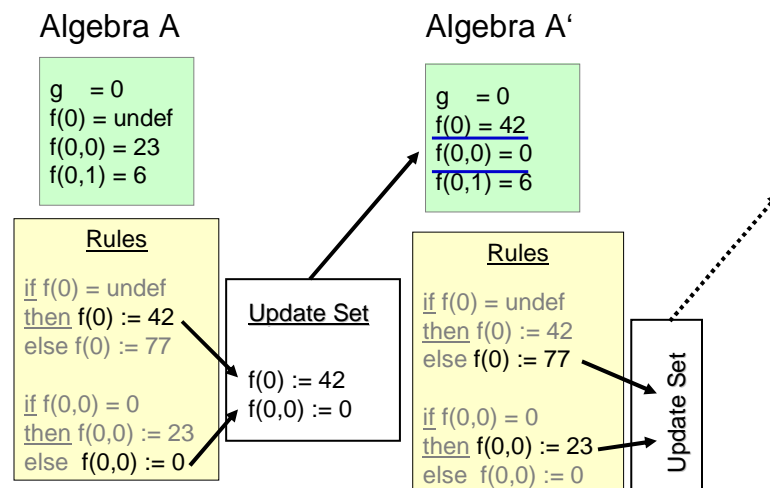 Algebra A
g = 0
f(0) = undef
f(0,0) = 23
f(0,1) = 6
Rules
if f(0) = undef
then f(0) := 42
else f(0) := 77
if f(0,0) = 0
then f(0,0) := 23
else f(0,0) := 0
Update Set
f(0) := 42
f(0,0) := 0
Algebra A‘
g = 0
f(0) = 42
f(0,0) = 0
f(0,1) = 6
Rules
if f(0) = undef
then f(0) := 42
else f(0) := 77
if f(0,0) = 0
then f(0,0) := 23
else f(0,0) := 0
Update Set